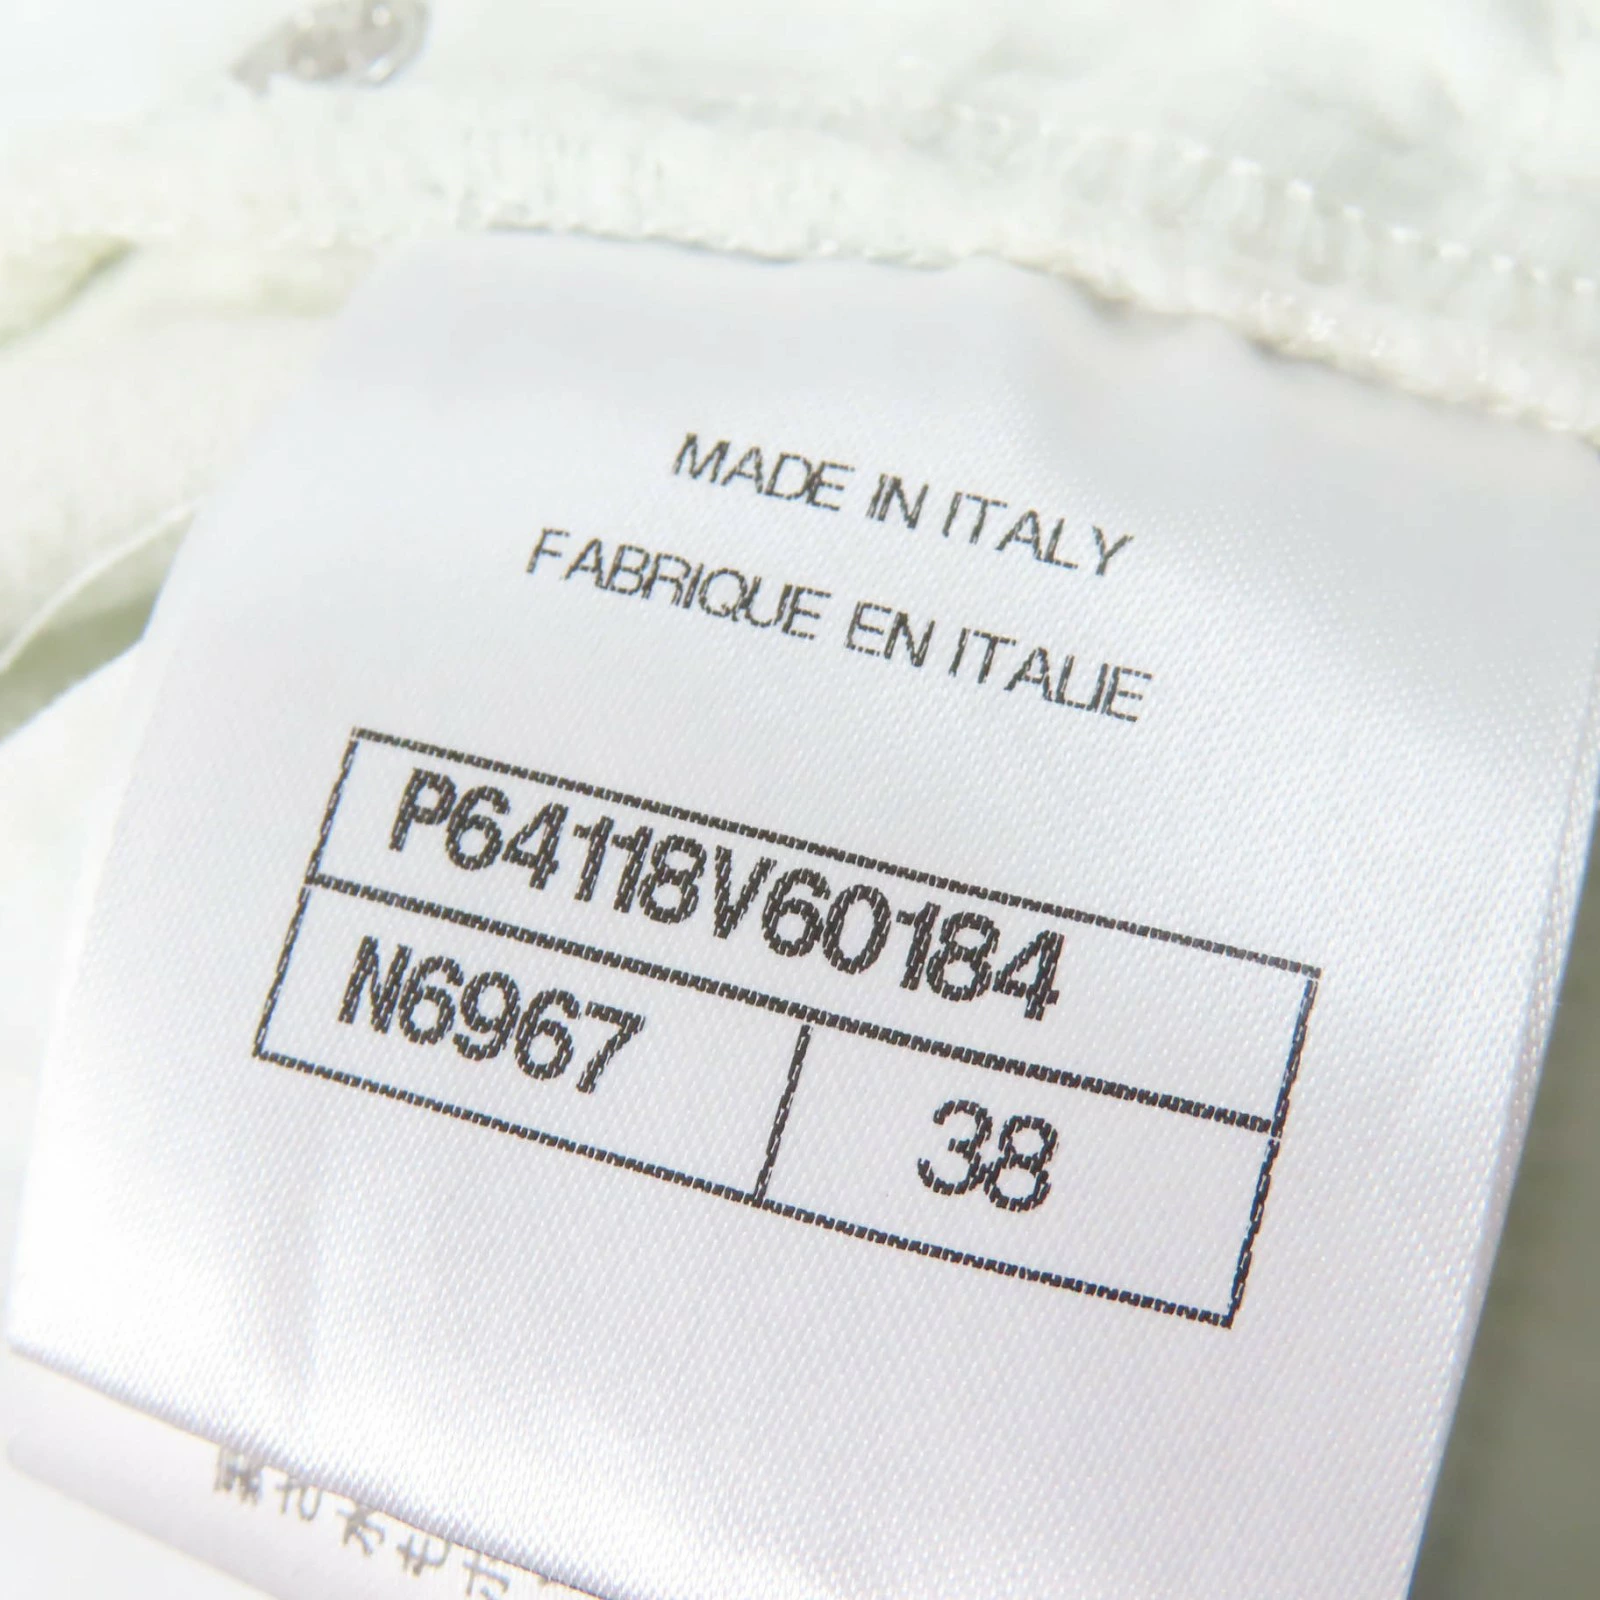 MADE IN ITALY
FABRIQUE EN ITALIE
P64118V60184
N6967
38